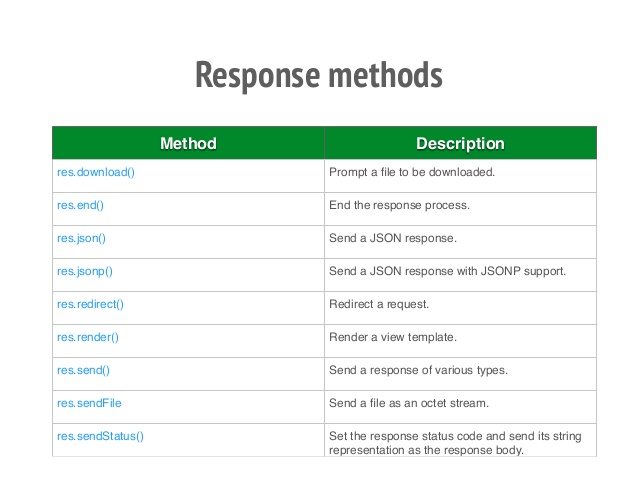 Response methods
Method Description
res.download() Prompt a file to be downloaded.
res.end() End the response process.
res.json() Send a JSON response.
res.jsonp() Send a JSON response with JSONP support.
res.redirect() Redirect a request.
res.render() Render a view template.
res.send() Send a response of various types.
res.sendFile Send a file as an octet stream.
res.sendStatus() Set the response status code and send its string
representation as the response body.